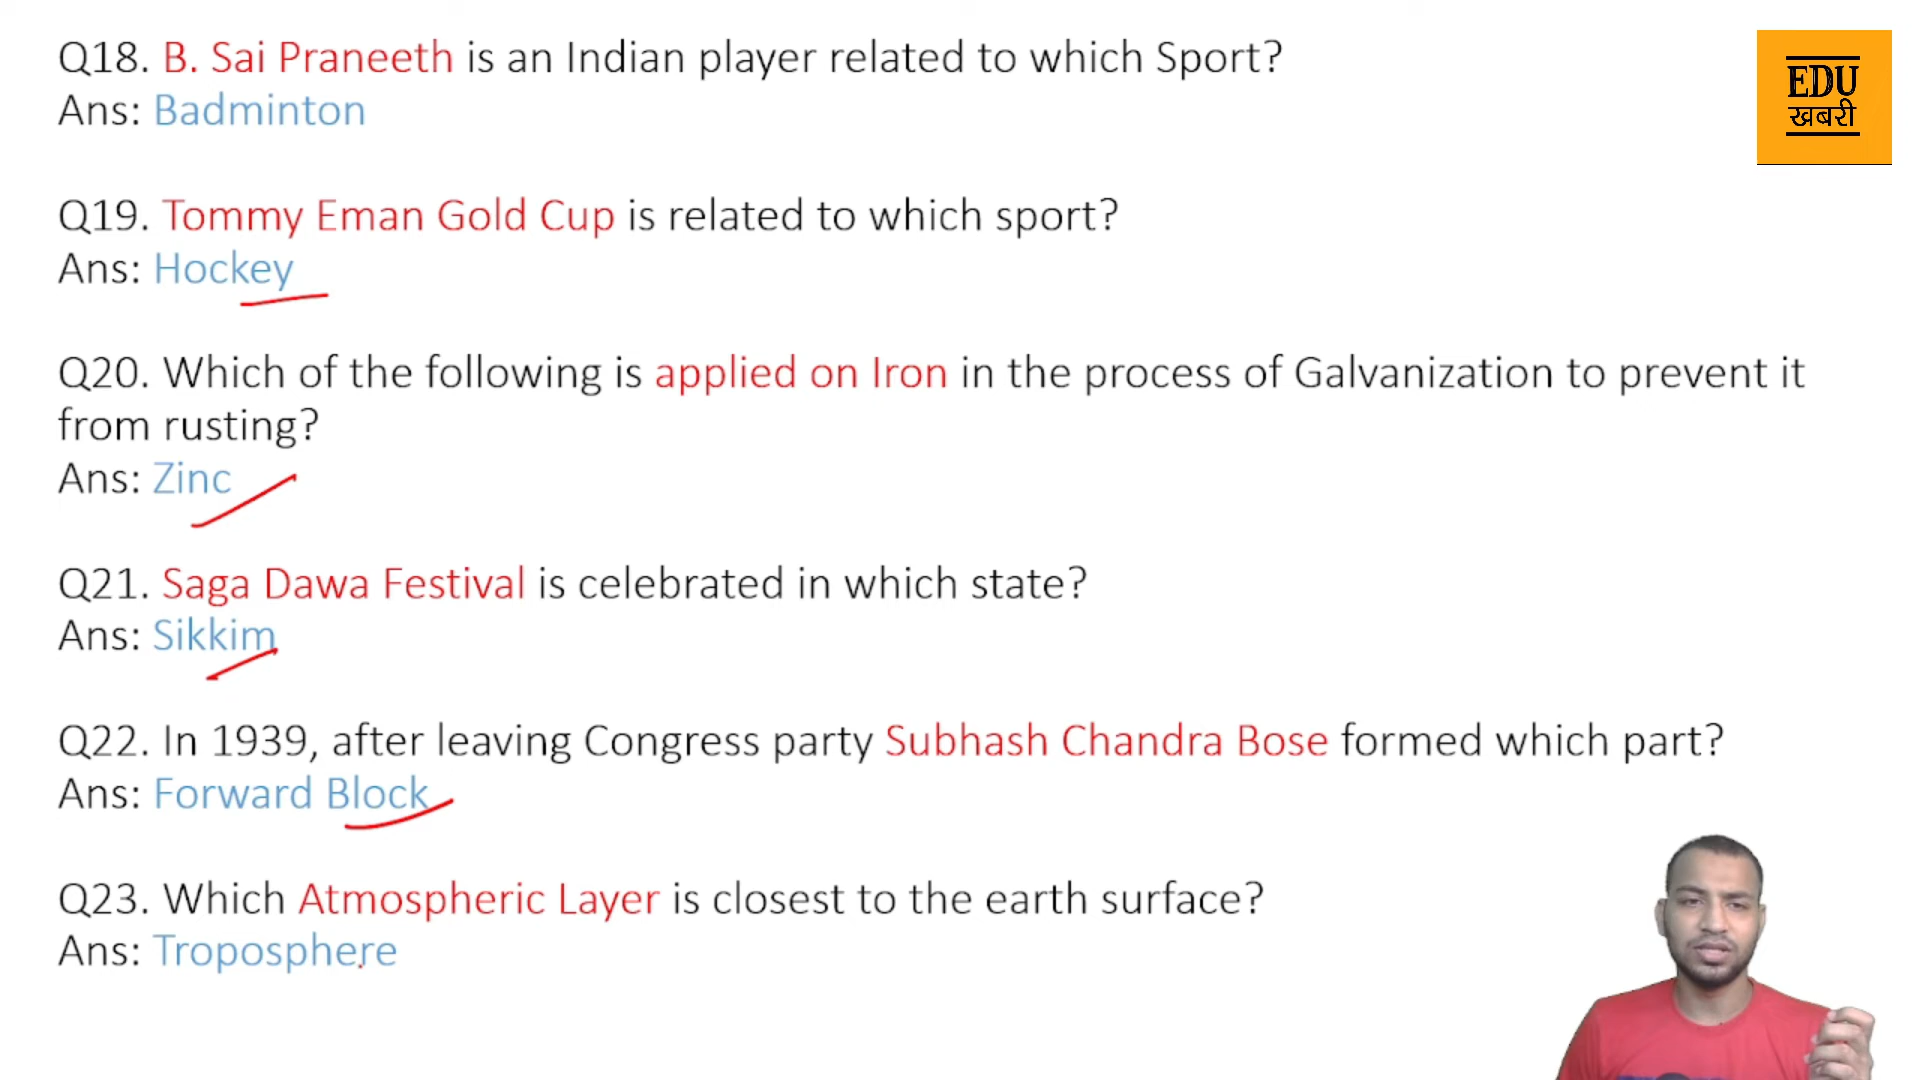 Q18. B. Sai Praneeth is an Indian player related to which Sport?
Ans: Badminton
EDU
खबरी
Q19. Tommy Eman Gold Cup is related to which sport?
Ans: Hockey
Q20. Which of the following is applied on Iron in the process of Galvanization to prevent it
from rusting?
Ans: Zinc
Q21. Saga Dawa Festival is celebrated in which state?
Ans: Sikkim
Q22. In 1939, after leaving Congress party Subhash Chandra Bose formed which part?
Ans: Forward Block
Q23. Which Atmospheric Layer is closest to the earth surface?
Ans: Troposphere